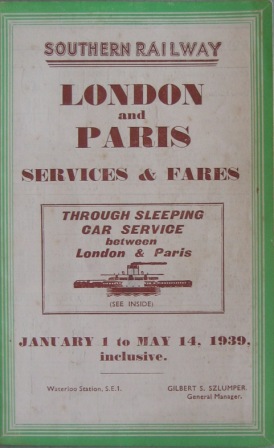 SOUTHERN RAILWAY
LONDON
and
PARIS
SERVICES & FARES
THROUGH SLEEPING
CAR SERVICE
between
London & Paris
(SEE INSIDE)
JANUARY 1 to MAY 14, 1939,
inclusive.
Waterloo Station, S.E.1.
GILBERT S. SZLUMPER,
General Manager.